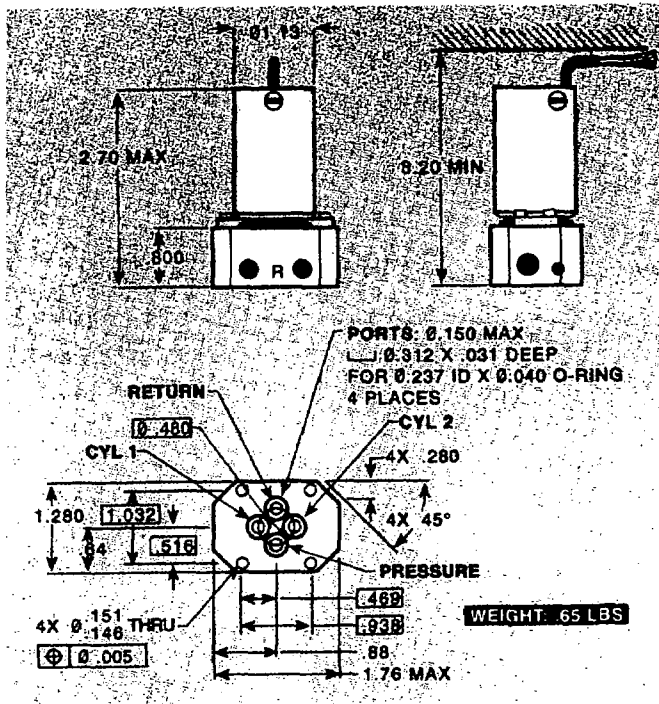 Ø1.13
2.70 MAX
3.20 MIN
.800
R
PORTS: Ø.150 MAX
⌴ Ø.312 X .031 DEEP
FOR Ø.237 ID X Ø.040 O-RING
4 PLACES
RETURN
CYL 2
Ø .480
CYL 1
4X .280
1.280
1.032
4X 45°
.64
.516
PRESSURE
.469
4X Ø .151 THRU
.146
.938
WEIGHT: .65 LBS
⌖ Ø .005
.88
1.76 MAX